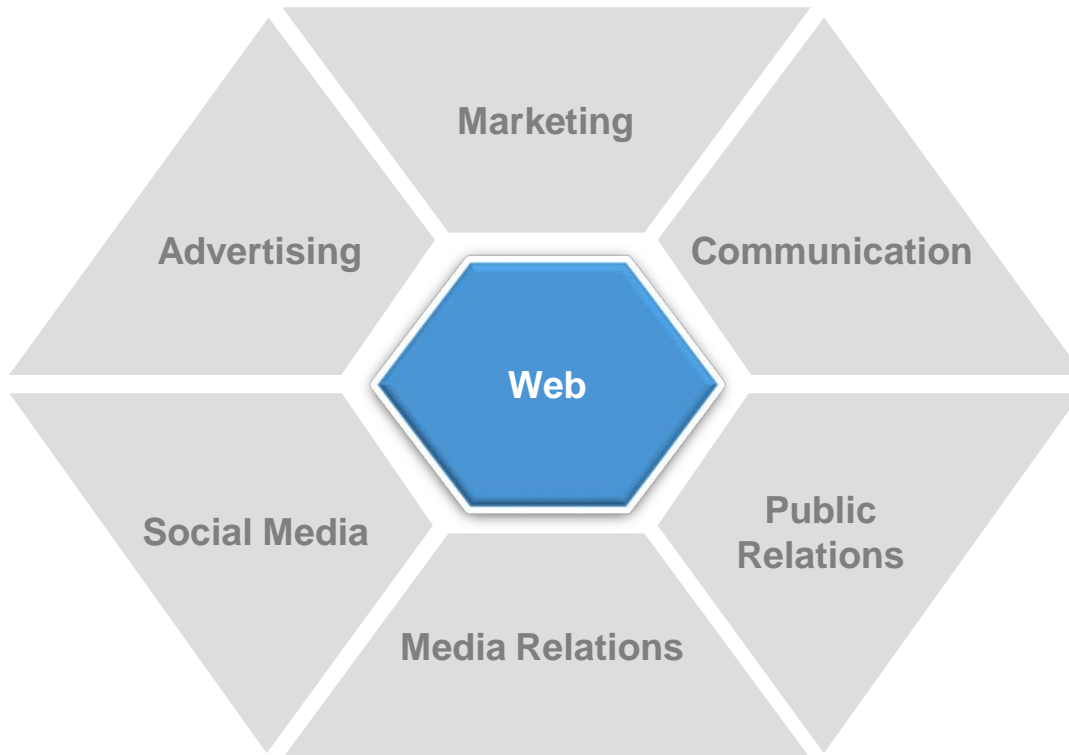 Marketing
Advertising
Communication
Web
Social Media
Public
Relations
Media Relations